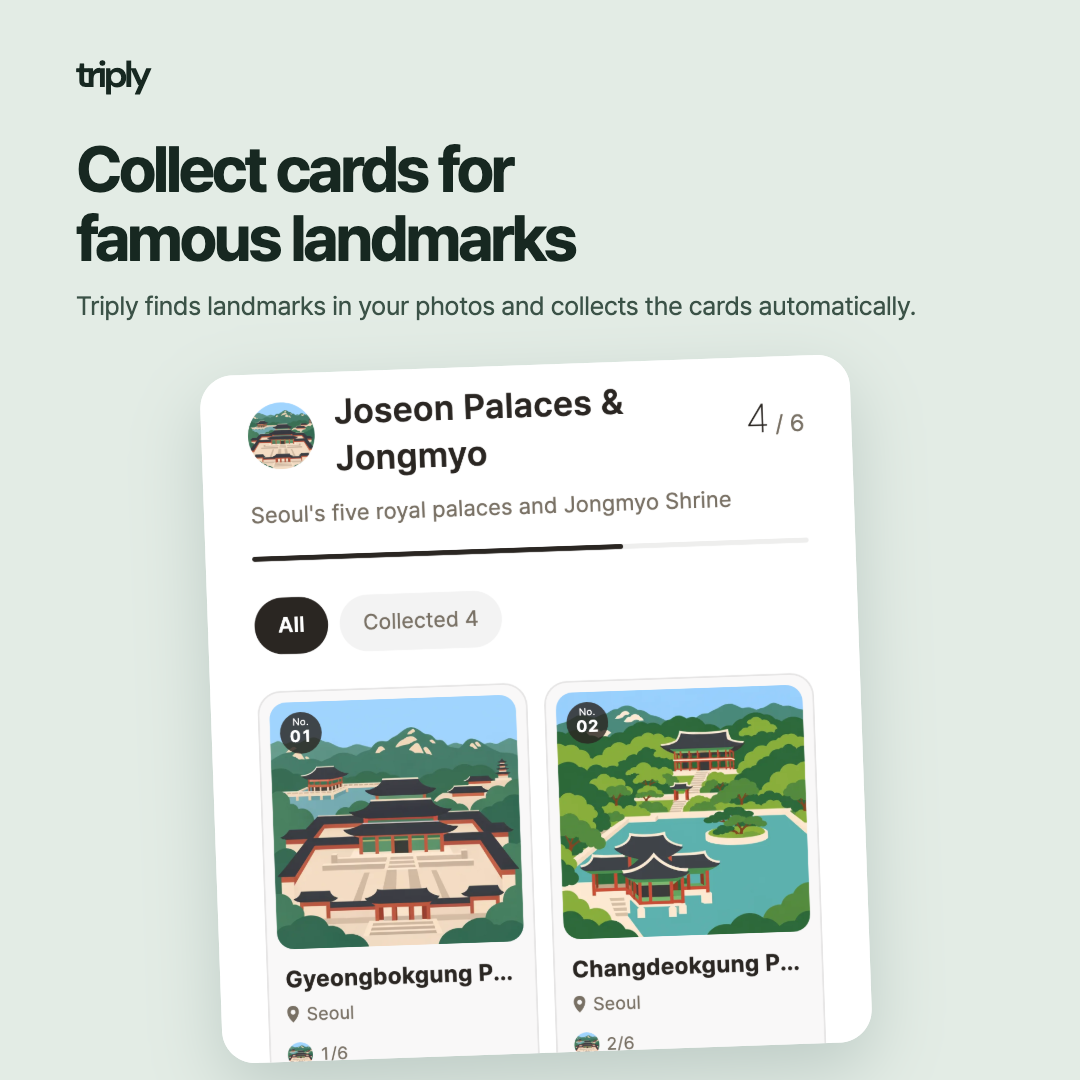 triply
Collect cards for
famous landmarks
Triply finds landmarks in your photos and collects the cards automatically.
Joseon Palaces &
Jongmyo
4 / 6
Seoul's five royal palaces and Jongmyo Shrine
All
Collected 4
No.
01
No.
02
Gyeongbokgung P...
Changdeokgung P...
Seoul
Seoul
1/6
2/6